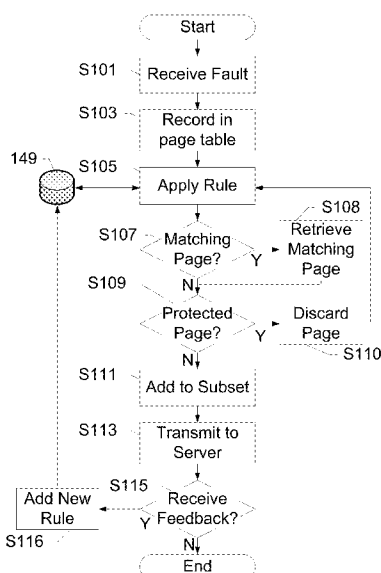 Start
S101
Receive Fault
S103
Record in
page table
149
S105
Apply Rule
S107
Matching
Page?
Y
N
S108
Retrieve
Matching
Page
S109
Protected
Page?
Y
N
Discard
Page
S110
S111
Add to Subset
S113
Transmit to
Server
S115
Receive
Feedback?
Y
N
Add New
Rule
S116
End